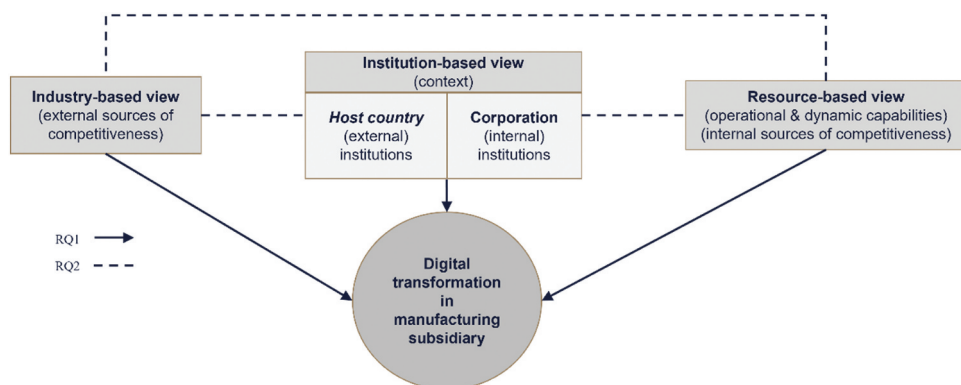 Institution-based view
(context)
Industry-based view
(external sources of
competitiveness)
Host country
(external)
institutions
Corporation
(internal)
institutions
Resource-based view
(operational & dynamic capabilities)
(internal sources of competitiveness)
RQ1
RQ2
Digital
transformation
in
manufacturing
subsidiary